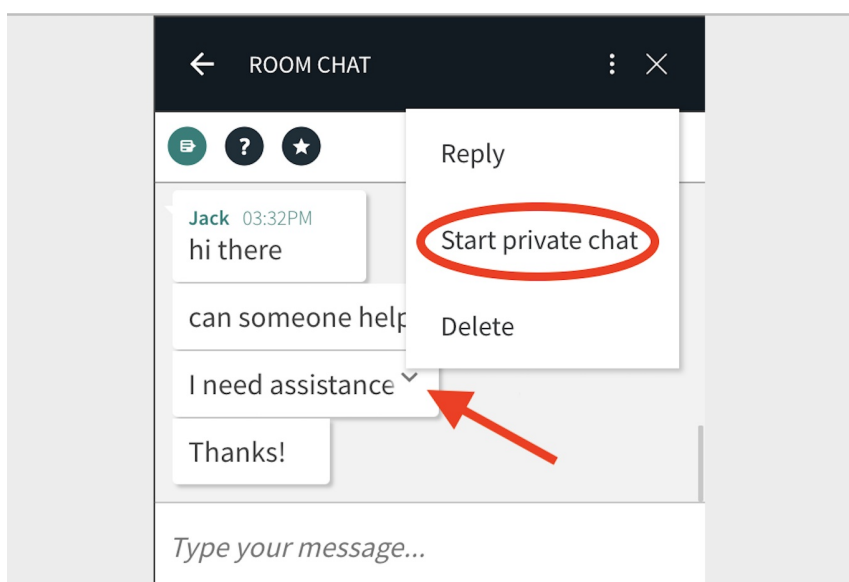 ROOM CHAT
Reply
Start private chat
Delete
Jack 03:32PM
hi there
can someone help
I need assistance
Thanks!
Type your message...